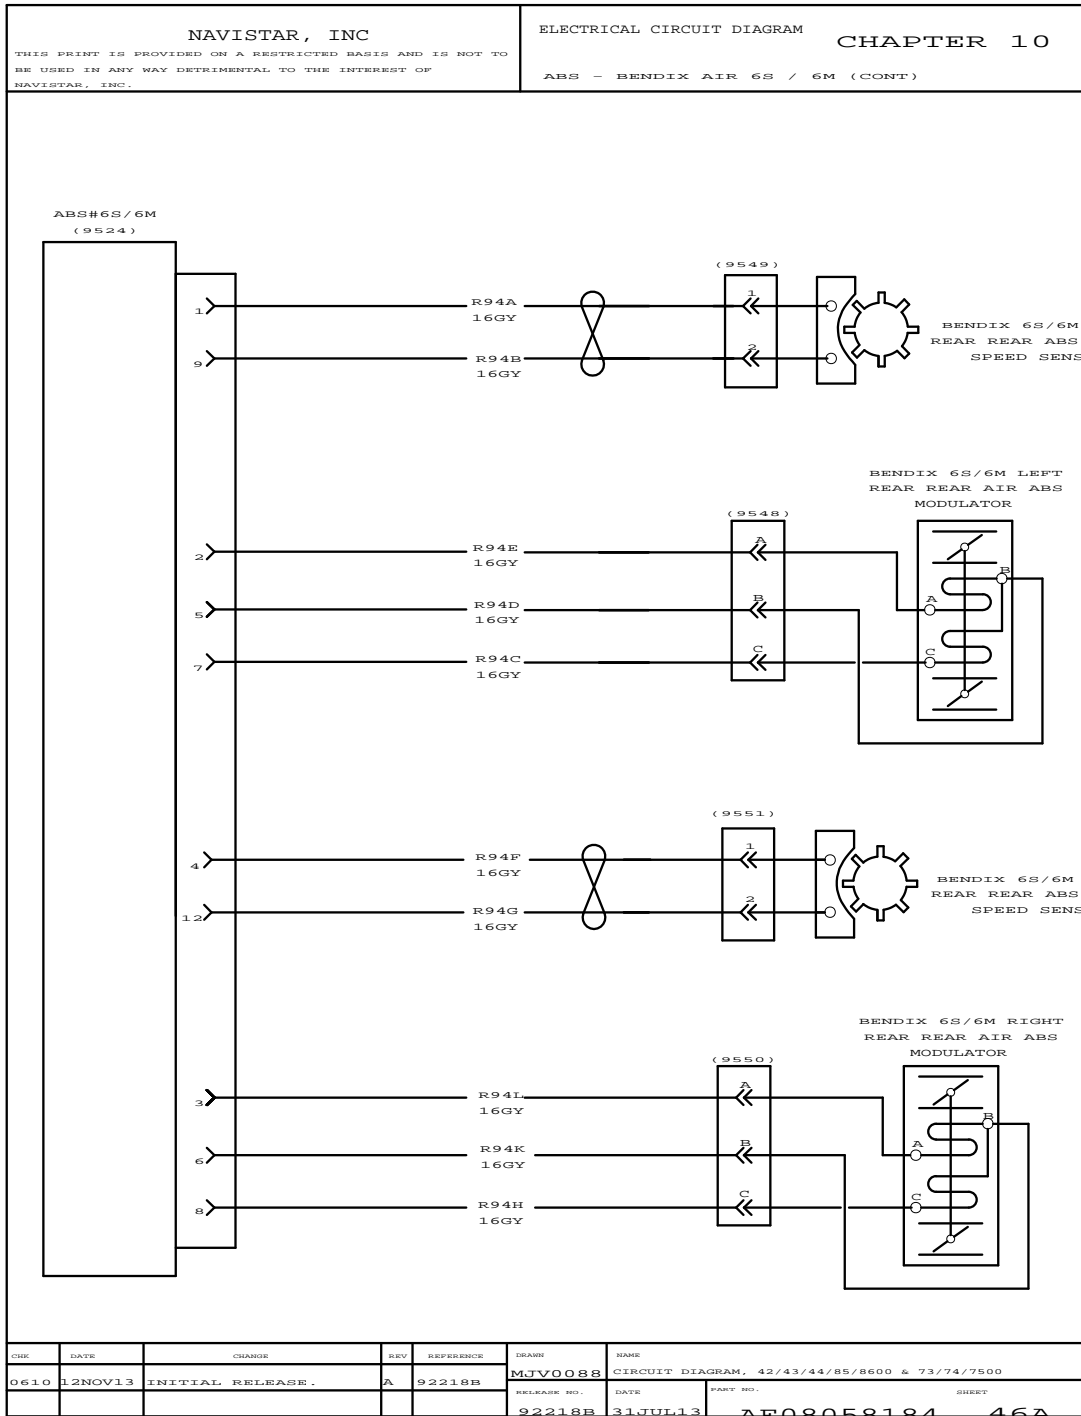 NAVISTAR, INC
THIS PRINT IS PROVIDED ON A RESTRICTED BASIS AND IS NOT TO
BE USED IN ANY WAY DETRIMENTAL TO THE INTEREST OF
NAVISTAR, INC.
ELECTRICAL CIRCUIT DIAGRAM
CHAPTER 10
ABS - BENDIX AIR 6S / 6M (CONT)
ABS#6S/6M
(9524)
(9549)
1
R94A
16GY
1
BENDIX 6S/6M
REAR REAR ABS
SPEED SENS
9
R94B
16GY
2
BENDIX 6S/6M LEFT
REAR REAR AIR ABS
MODULATOR
(9548)
2
R94E
16GY
A
B
5
R94D
16GY
B
A
7
R94C
16GY
C
C
(9551)
4
R94F
16GY
1
BENDIX 6S/6M
REAR REAR ABS
SPEED SENS
12
R94G
16GY
2
BENDIX 6S/6M RIGHT
REAR REAR AIR ABS
MODULATOR
(9550)
3
R94L
16GY
A
B
6
R94K
16GY
B
A
8
R94H
16GY
C
C
CHK DATE CHANGE REV REFERENCE
0610 12NOV13 INITIAL RELEASE. A 92218B
DRAWN
MJV0088
NAME
CIRCUIT DIAGRAM, 42/43/44/85/8600 & 73/74/7500
RELEASE NO.
92218B
DATE
31JUL13
PART NO.
AE08058184
SHEET
46A